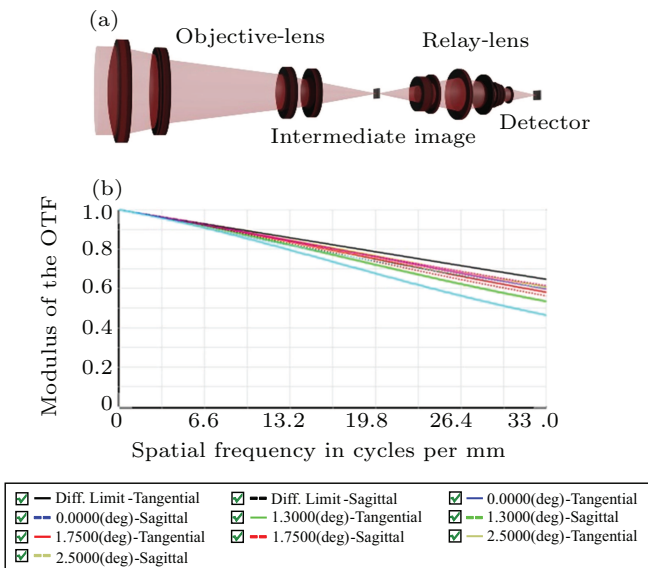 (a)
Objective-lens
Relay-lens
Intermediate image
Detector
(b)
Modulus of the OTF
1.0
0.8
0.6
0.4
0.2
0
0 6.6 13.2 19.8 26.4 33 .0
Spatial frequency in cycles per mm
Diff. Limit -Tangential Diff. Limit -Sagittal 0.0000(deg)-Tangential
0.0000(deg)-Sagittal 1.3000(deg)-Tangential 1.3000(deg)-Sagittal
1.7500(deg)-Tangential 1.7500(deg)-Sagittal 2.5000(deg)-Tangential
2.5000(deg)-Sagittal